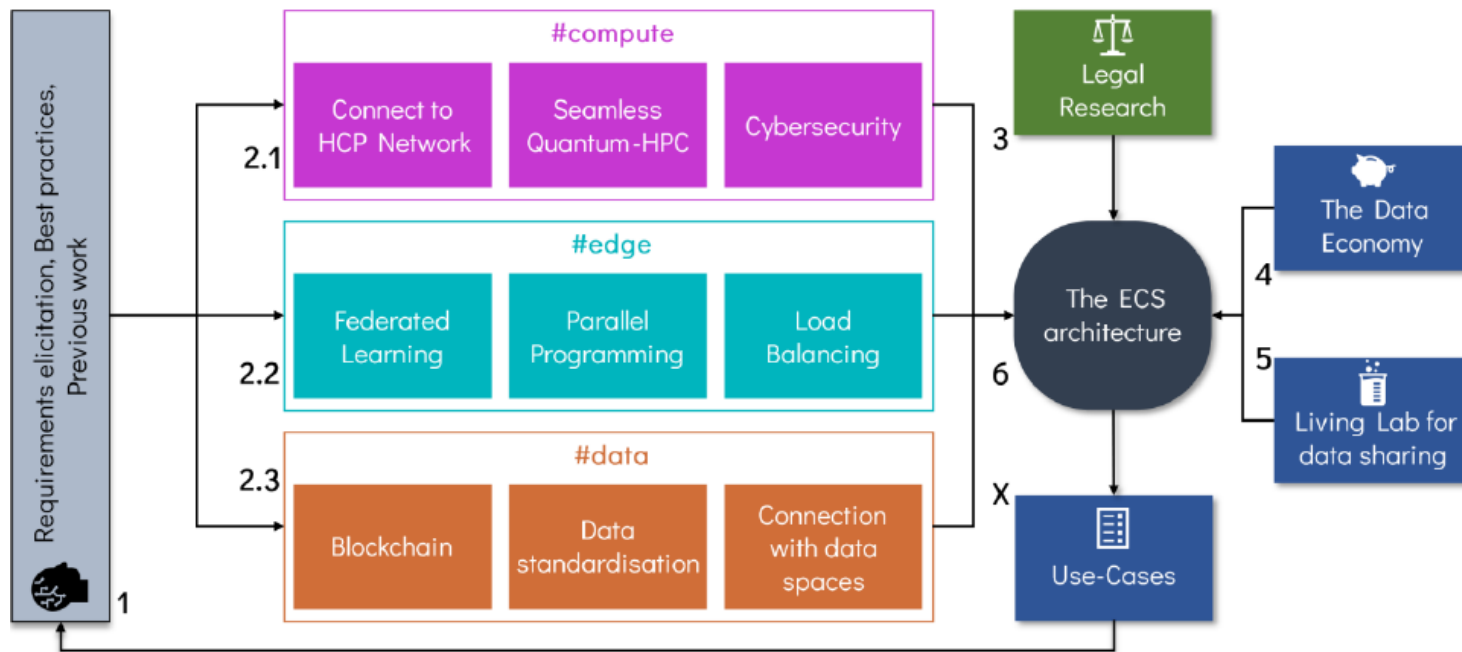 Requirements elicitation, Best practices,
Previous work
1
#compute
Connect to
HCP Network
Seamless
Quantum-HPC
Cybersecurity
2.1
#edge
Federated
Learning
Parallel
Programming
Load
Balancing
2.2
#data
2.3
Blockchain
Data
standardisation
Connection
with data
spaces
Legal
Research
3
The Data
Economy
4
The ECS
architecture
6
5
Living Lab for
data sharing
X
Use-Cases